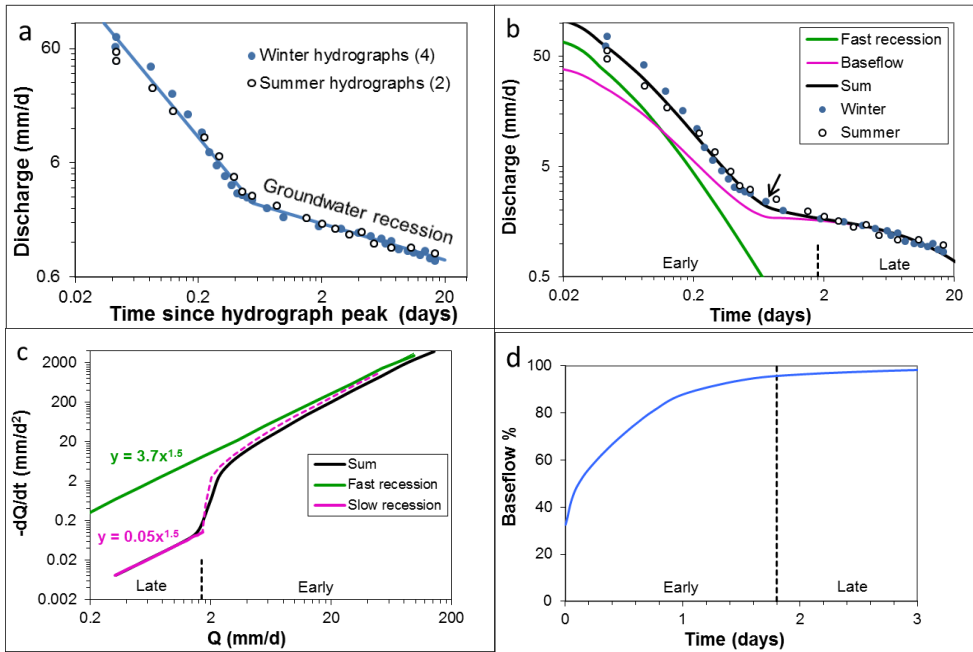 a
Discharge (mm/d)
60
6
0.6
Winter hydrographs (4)
Summer hydrographs (2)
Groundwater recession
0.02 0.2 2 20
Time since hydrograph peak (days)
b
Discharge (mm/d)
50
5
0.5
Fast recession
Baseflow
Sum
Winter
Summer
Early Late
0.02 0.2 2 20
Time (days)
c
-dQ/dt (mm/d²)
2000
200
20
2
0.2
0.02
0.002
y = 3.7x^1.5
Sum
Fast recession
Slow recession
y = 0.05x^1.5
Late Early
0.2 2 20 200
Q (mm/d)
d
Baseflow %
100
80
60
40
20
0
Early Late
0 1 2 3
Time (days)